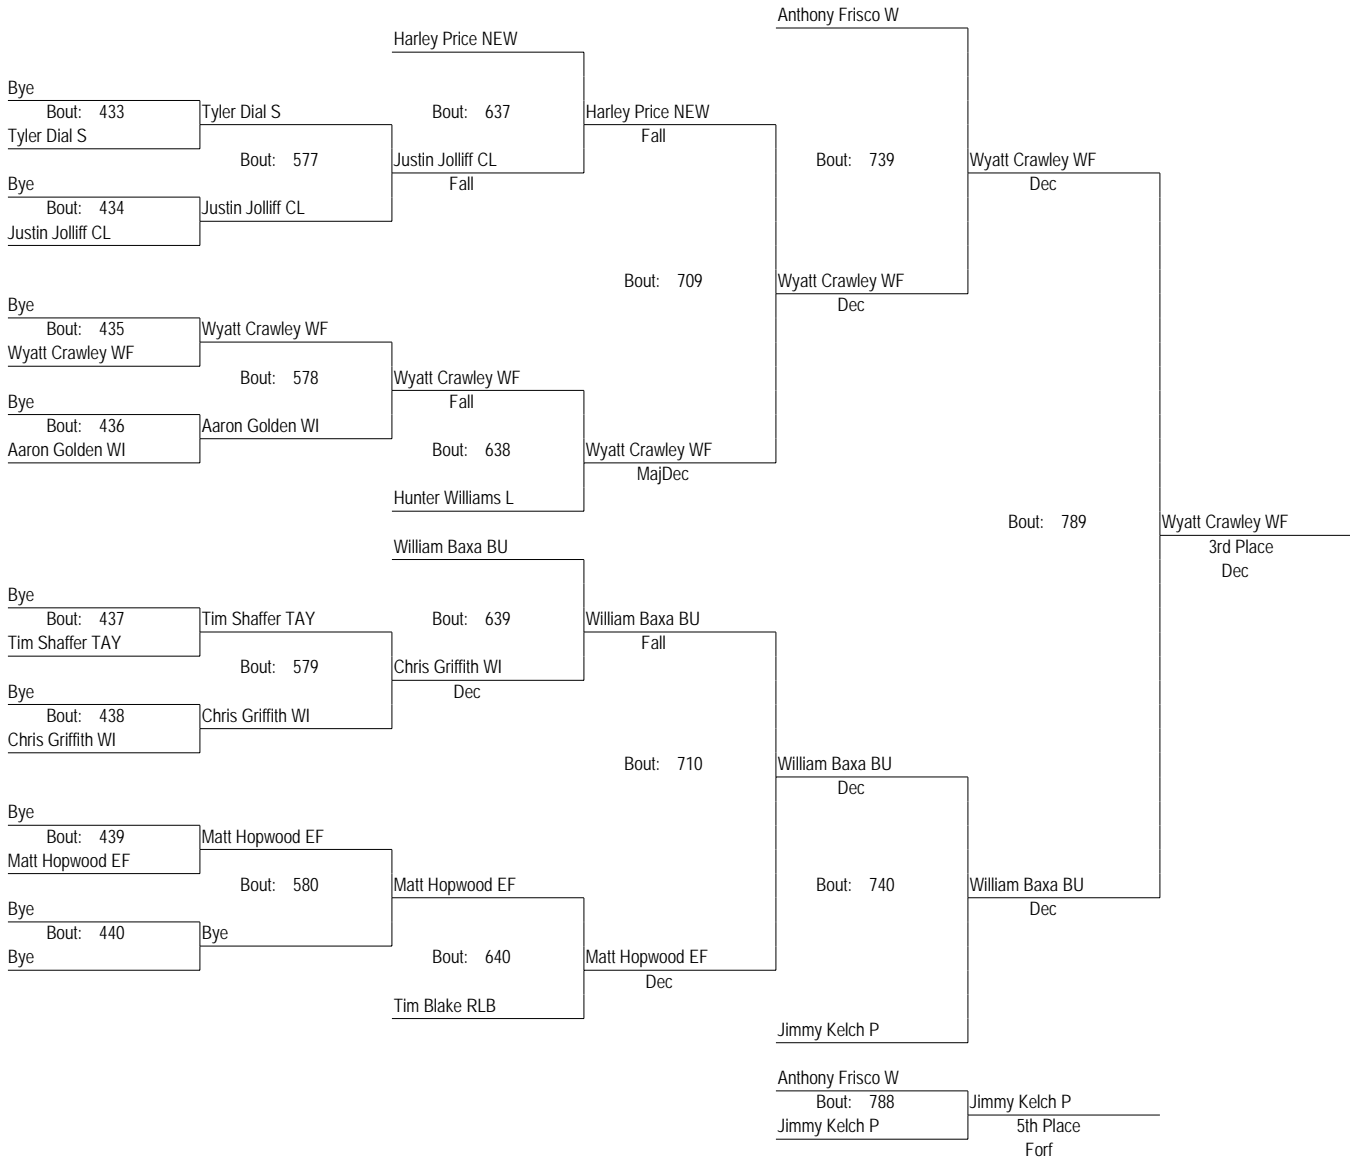 Anthony Frisco W
Harley Price NEW
Bye
Bout: 433
Tyler Dial S
Tyler Dial S
Bout: 637
Harley Price NEW
Fall
Bout: 577
Justin Jolliff CL
Fall
Bout: 739
Wyatt Crawley WF
Dec
Bye
Bout: 434
Justin Jolliff CL
Justin Jolliff CL
Bout: 709
Wyatt Crawley WF
Dec
Bye
Bout: 435
Wyatt Crawley WF
Wyatt Crawley WF
Bout: 578
Wyatt Crawley WF
Fall
Bye
Bout: 436
Aaron Golden WI
Aaron Golden WI
Bout: 638
Wyatt Crawley WF
MajDec
Hunter Williams L
Bout: 789
Wyatt Crawley WF
3rd Place
Dec
William Baxa BU
Bye
Bout: 437
Tim Shaffer TAY
Tim Shaffer TAY
Bout: 639
William Baxa BU
Fall
Bout: 579
Chris Griffith WI
Dec
Bye
Bout: 438
Chris Griffith WI
Chris Griffith WI
Bout: 710
William Baxa BU
Dec
Bye
Bout: 439
Matt Hopwood EF
Matt Hopwood EF
Bout: 580
Matt Hopwood EF
Bout: 740
William Baxa BU
Dec
Bye
Bout: 440
Bye
Bye
Bout: 640
Matt Hopwood EF
Dec
Tim Blake RLB
Jimmy Kelch P
Anthony Frisco W
Bout: 788
Jimmy Kelch P
Jimmy Kelch P
5th Place
Forf